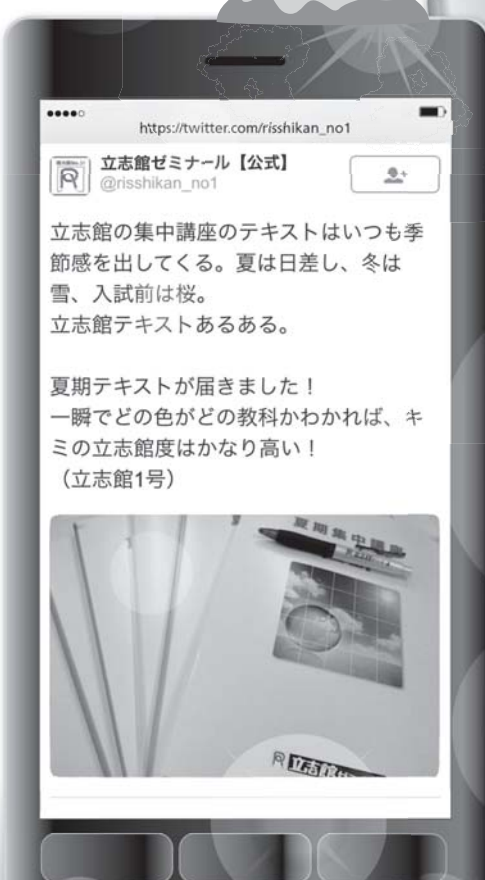 https://twitter.com/risshikan_no1
立志館ゼミナール【公式】
@risshikan_no1
立志館の集中講座のテキストはいつも季
節感を出してくる。夏は日差し、冬は
雪、入試前は桜。
立志館テキストあるある。
夏期テキストが届きました！
一瞬でどの色がどの教科かわかれば、キ
ミの立志館度はかなり高い！
（立志館1号）
夏期集中講座
R 立志館